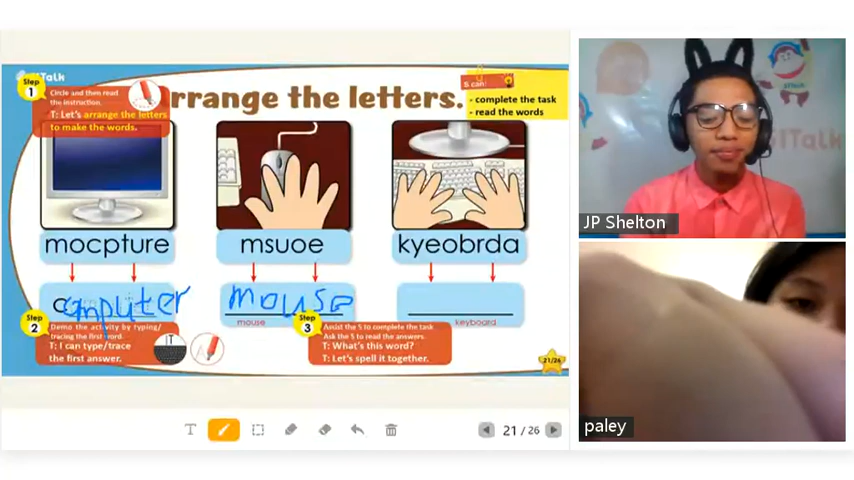 51Talk
Step 1
Circle and then read
the instruction.
T: Let's arrange the letters
to make the words.
rrange the letters.
S can:
- complete the task
- read the words
mocpture
msuoe
kyeobrda
computer
mouse
mouse
keyboard
Step 2
Demo the activity by typing/
tracing the first word.
T: I can type/trace
the first answer.
Step 3
Assist the S to complete the task
Ask the S to read the answers.
T: What's this word?
T: Let's spell it together.
21/26
T
21 / 26
51Talk
JP Shelton
paley